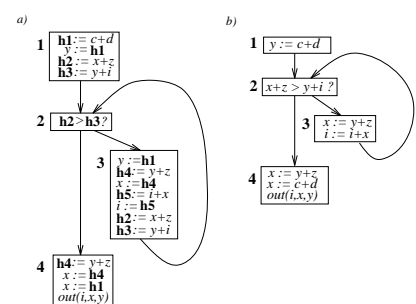 a)
1
h1:= c+d
y := h1
h2:= x+z
h3:= y+i
2
h2>h3?
3
y :=h1
h4:= y+z
x :=h4
h5:= i+x
i :=h5
h2:= x+z
h3:= y+i
4
h4:= y+z
x := h4
x := h1
out(i,x,y)
b)
1
y := c+d
2
x+z > y+i ?
3
x := y+z
i := i+x
4
x := y+z
x := c+d
out(i,x,y)